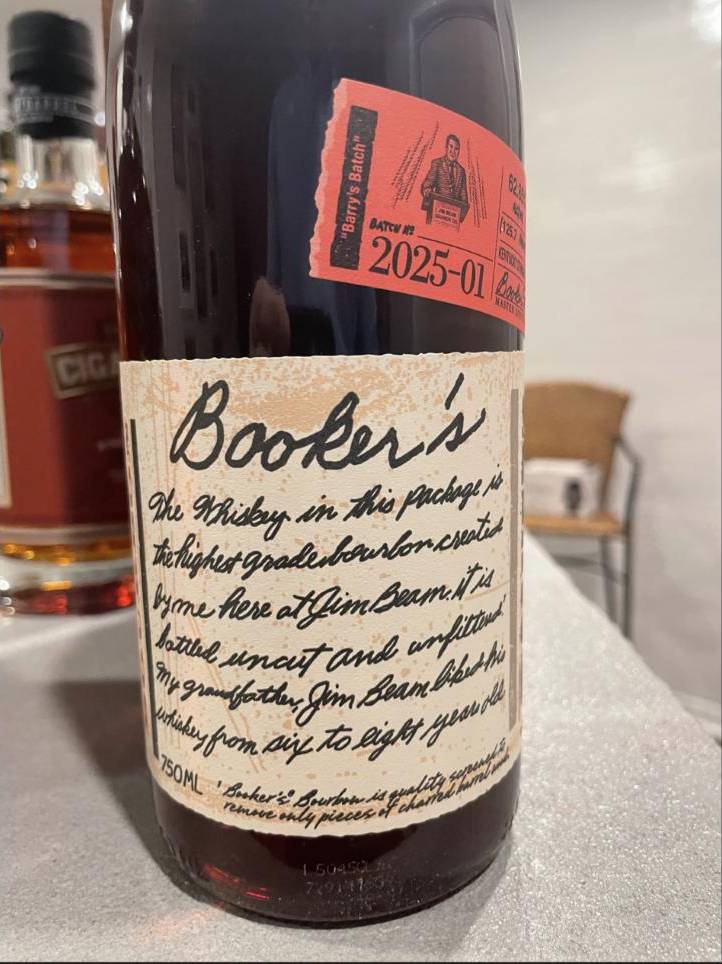 "Barry's Batch"
BATCH Nº
2025-01
Booker's
The Whiskey in this package is
the highest grade bourbon created
by me here at Jim Beam. it is
bottled uncut and unfiltered.
My grandfather, Jim Beam liked his
whiskey from six to eight years old
750ML
'Booker's® Bourbon is quality screened to
remove only pieces of charred barrel
CIGA